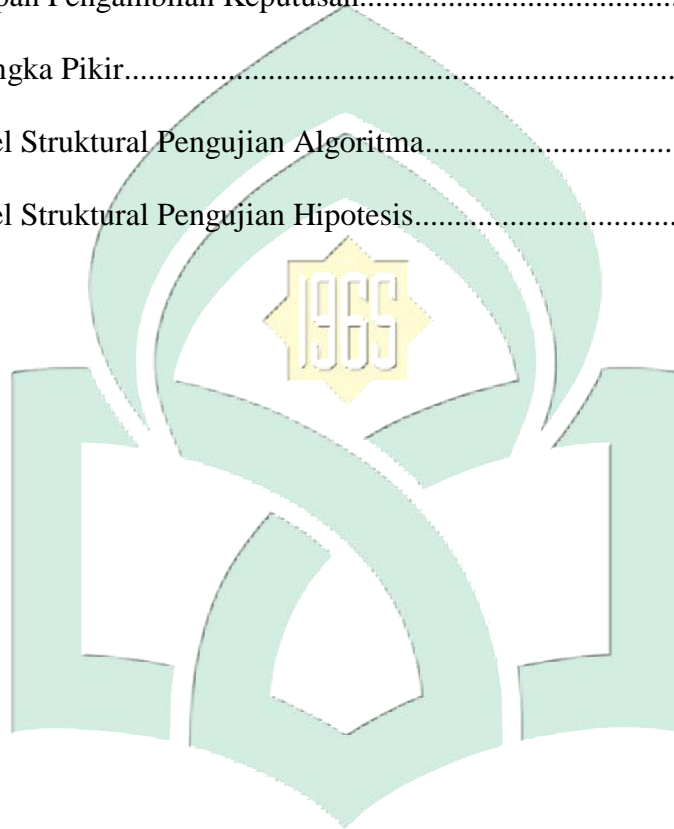 pan Pengambilan Keputusan............................................
ngka Pikir...............................................................................
el Struktural Pengujian Algoritma....................................
el Struktural Pengujian Hipotesis.....................................
1965